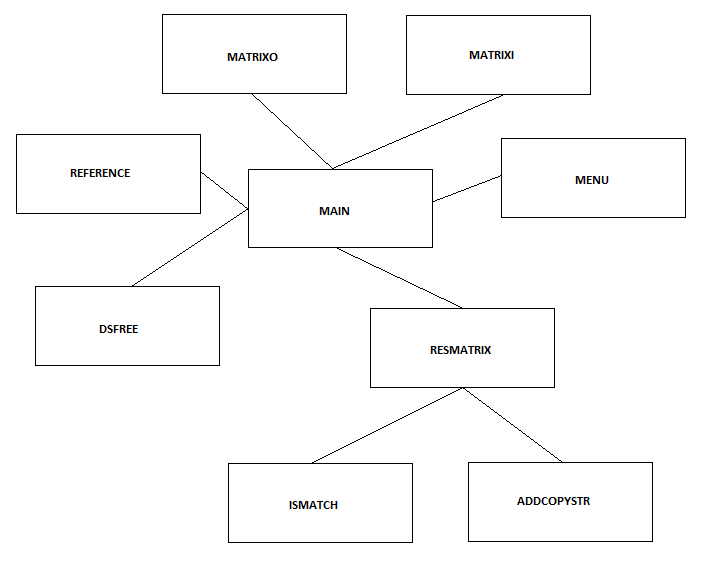 MATRIXO
MATRIXI
REFERENCE
MENU
MAIN
DSFREE
RESMATRIX
ISMATCH
ADDCOPYSTR